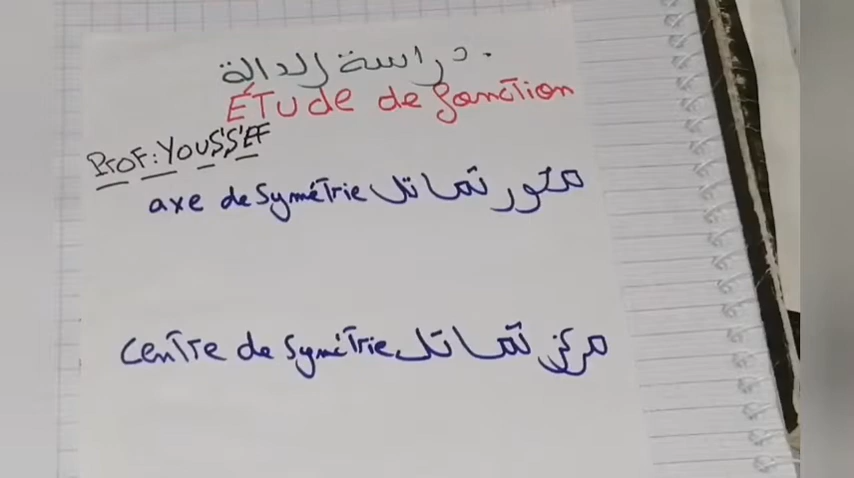 دراسة الدالة.
ÉTUde de fonction
Prof: YOUSSEF
axe de Symétrie محور تماثل
Centre de Symétrie مركز تماثل